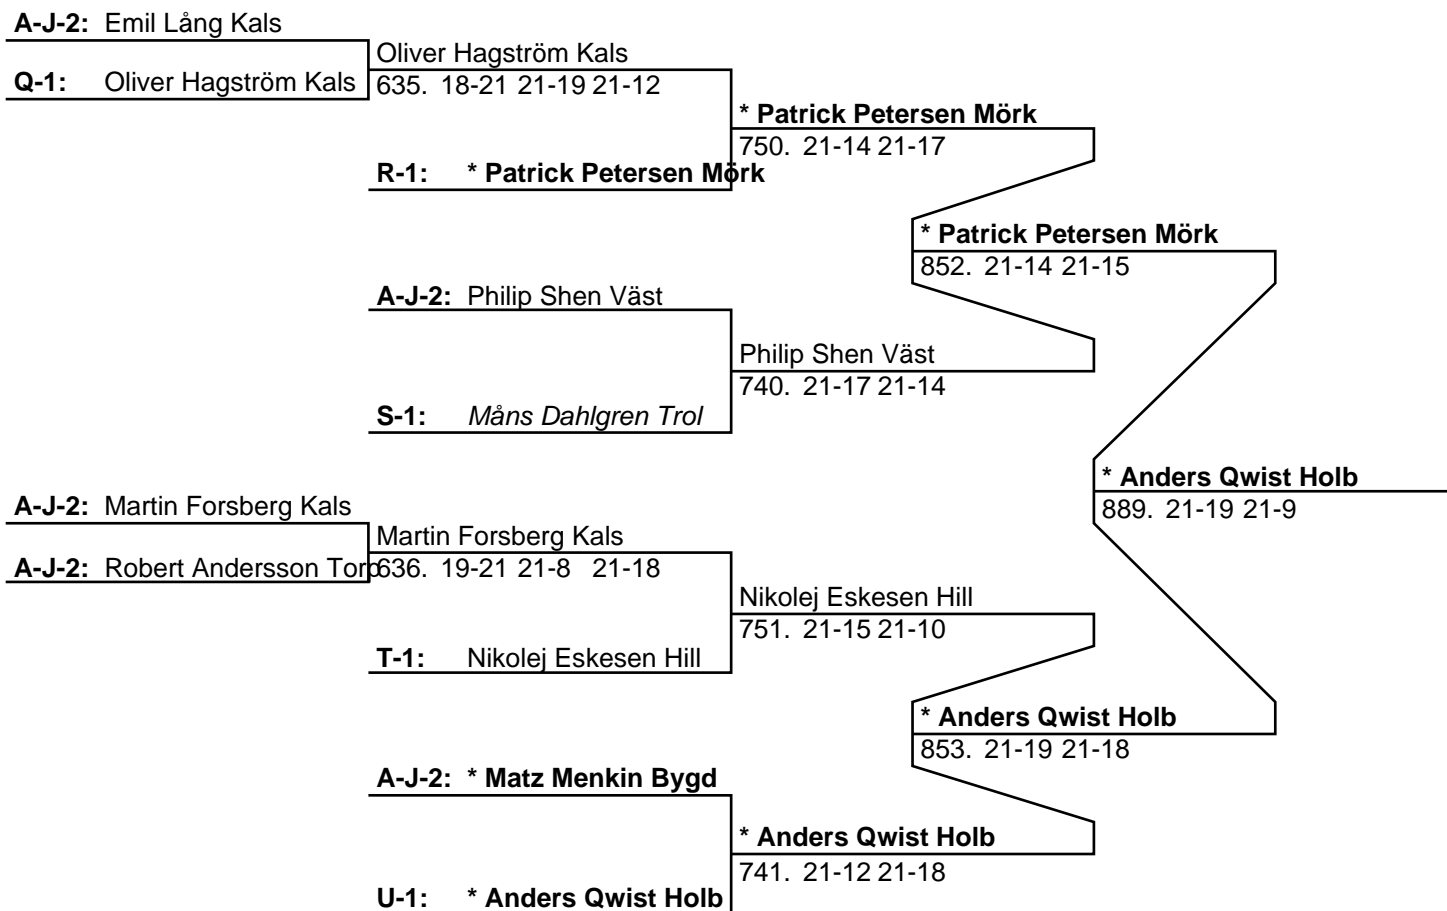 A-J-2: Emil Lång Kals
Oliver Hagström Kals
Q-1: Oliver Hagström Kals
635. 18-21 21-19 21-12
* Patrick Petersen Mörk
750. 21-14 21-17
R-1: * Patrick Petersen Mörk
* Patrick Petersen Mörk
852. 21-14 21-15
A-J-2: Philip Shen Väst
Philip Shen Väst
740. 21-17 21-14
S-1: Måns Dahlgren Trol
* Anders Qwist Holb
889. 21-19 21-9
A-J-2: Martin Forsberg Kals
Martin Forsberg Kals
A-J-2: Robert Andersson Toro
636. 19-21 21-8 21-18
Nikolej Eskesen Hill
751. 21-15 21-10
T-1: Nikolej Eskesen Hill
* Anders Qwist Holb
853. 21-19 21-18
A-J-2: * Matz Menkin Bygd
* Anders Qwist Holb
741. 21-12 21-18
U-1: * Anders Qwist Holb